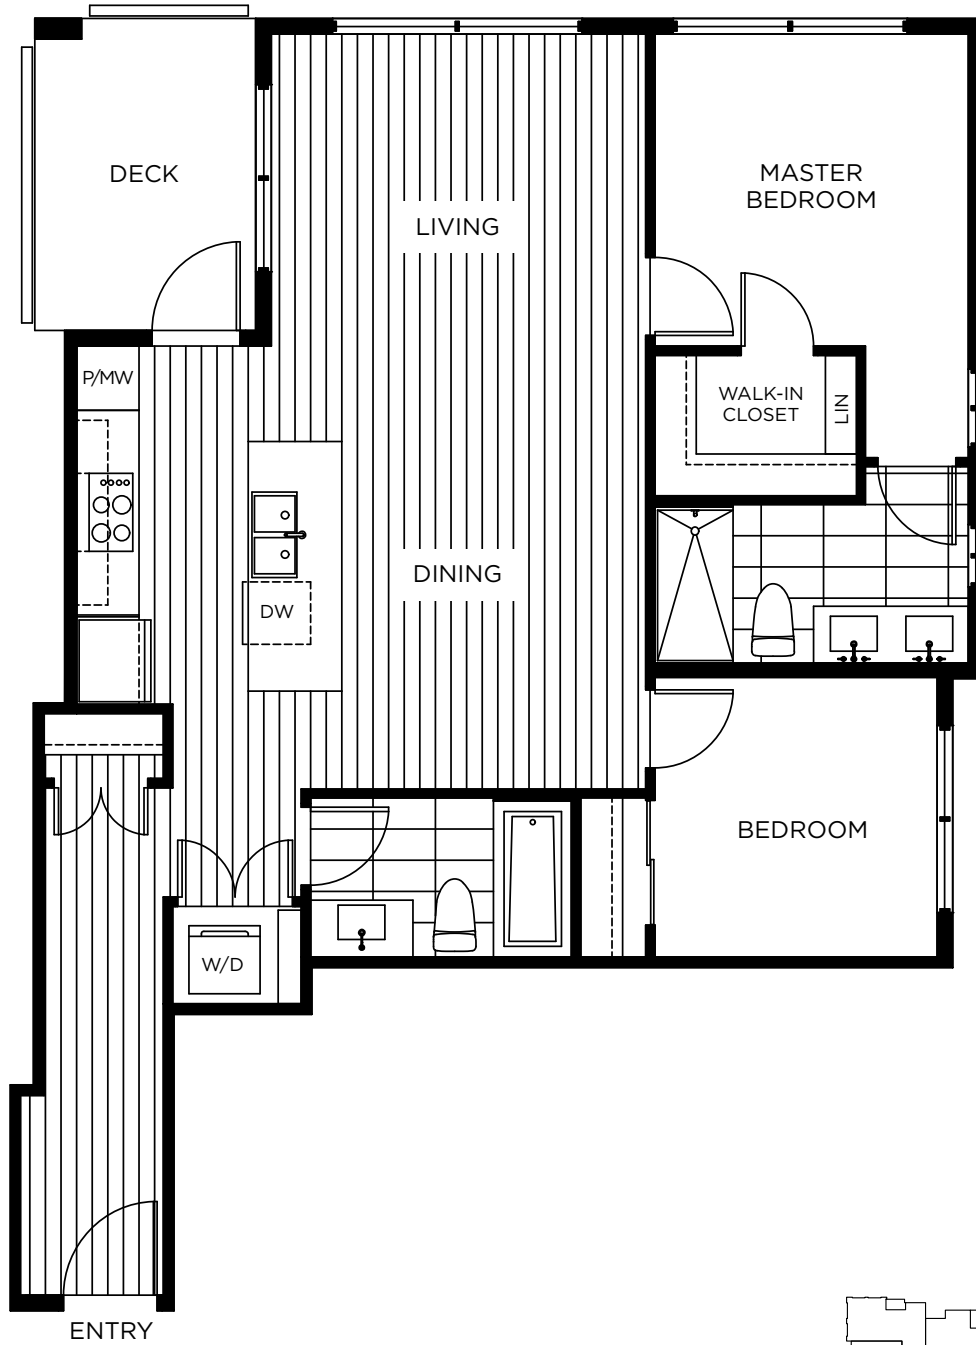 DECK
MASTER
BEDROOM
LIVING
P/MW
WALK-IN
CLOSET
LIN
DINING
DW
BEDROOM
W/D
ENTRY